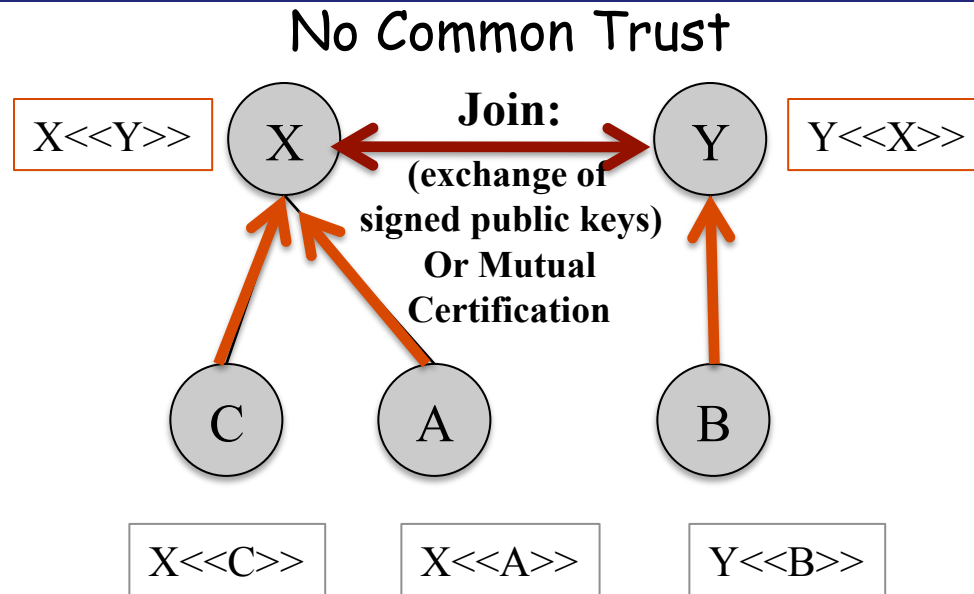 No Common Trust
X<<Y>>
X
Join:
Y
Y<<X>>
(exchange of
signed public keys)
Or Mutual
Certification
C
A
B
X<<C>>
X<<A>>
Y<<B>>